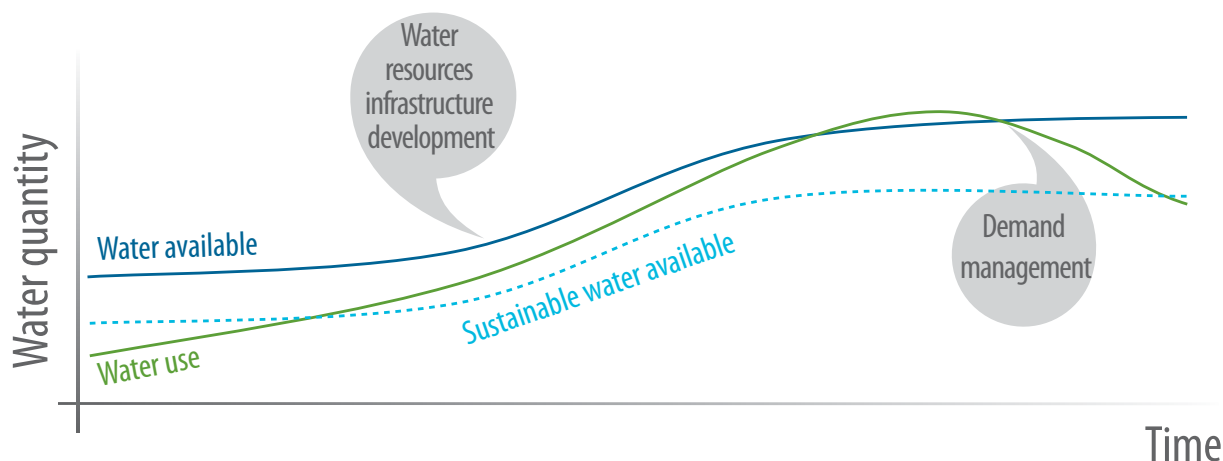 Water
resources
infrastructure
development
Water quantity
Water available
Water use
Sustainable water available
Demand
management
Time